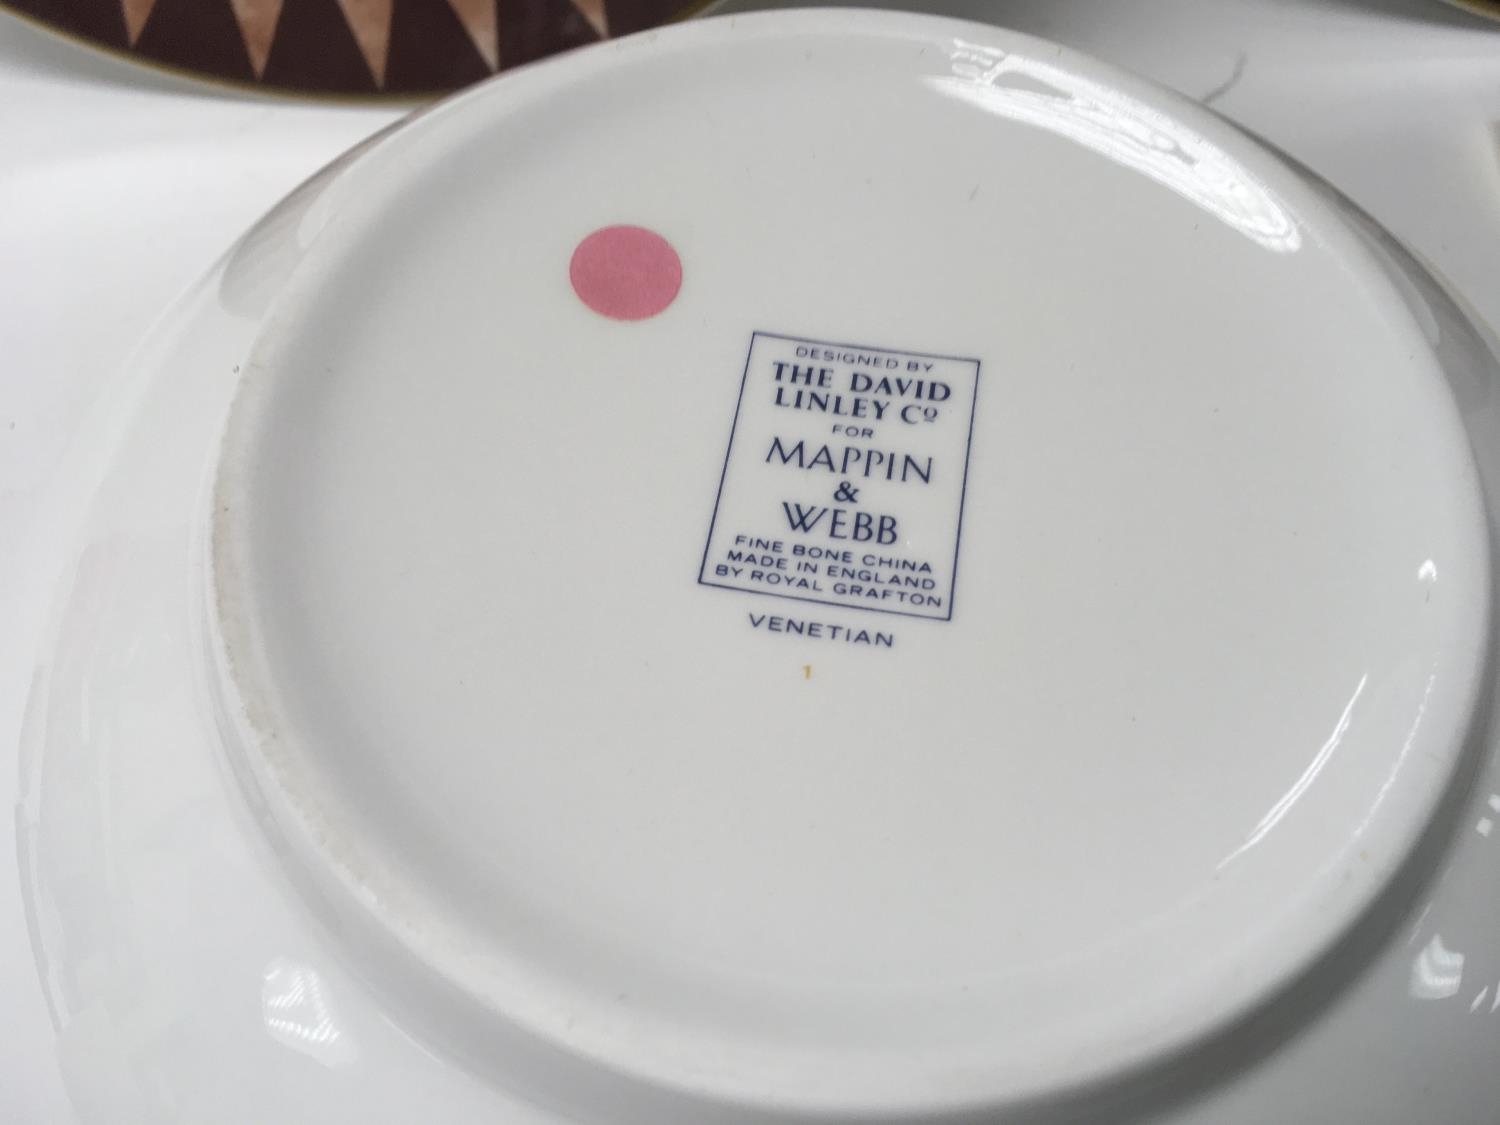 DESIGNED BY
THE DAVID
LINLEY Cº
FOR
MAPPIN
&
WEBB
FINE BONE CHINA
MADE IN ENGLAND
BY ROYAL GRAFTON
VENETIAN
1